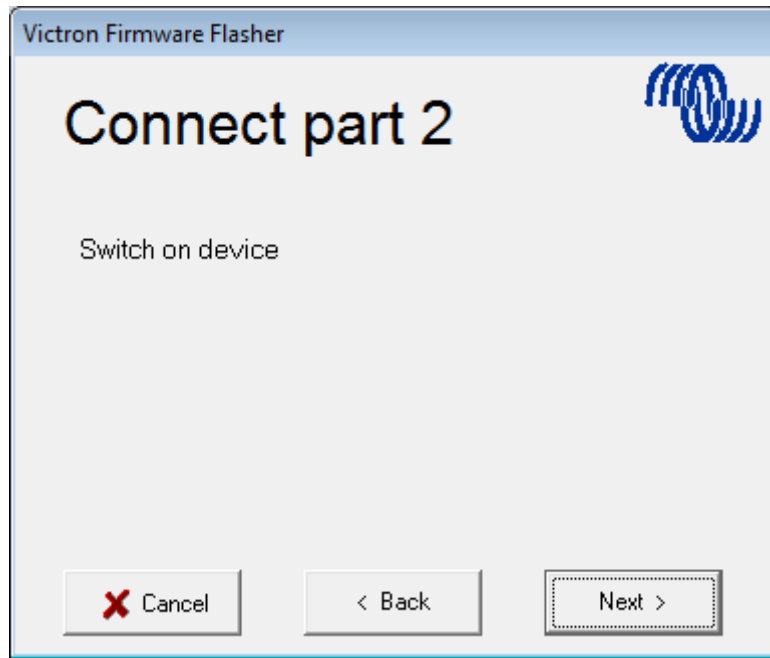 Victron Firmware Flasher
Connect part 2
Switch on device
Cancel
< Back
Next >